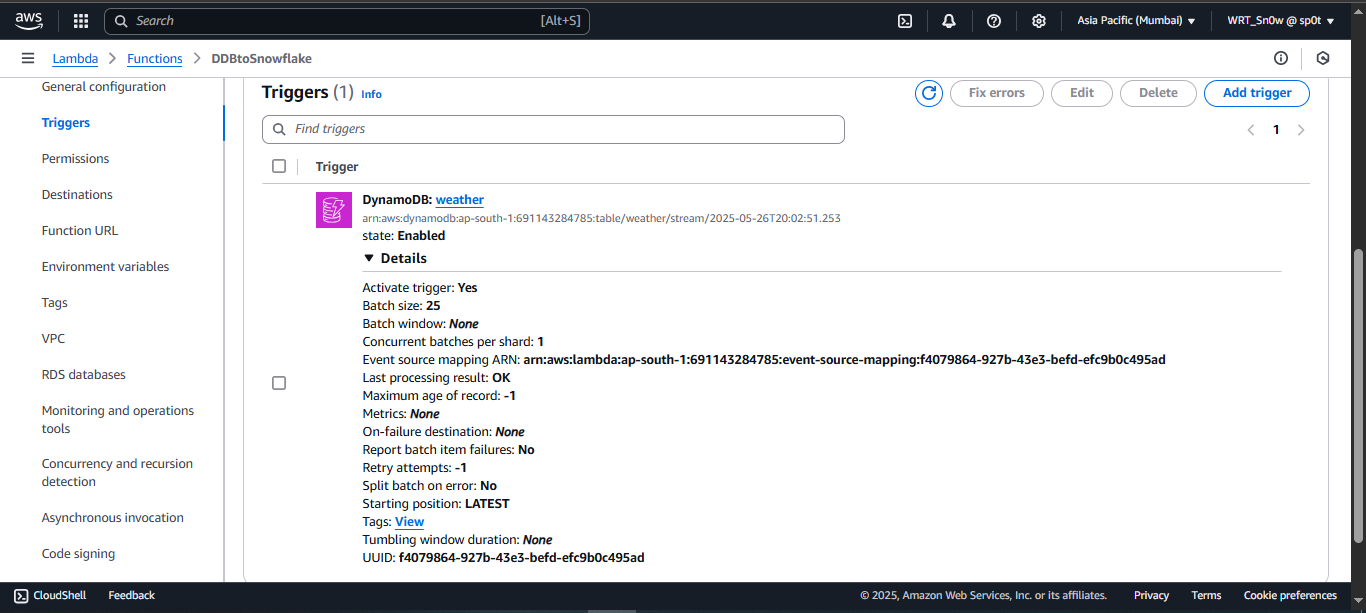 aws
Search [Alt+S]
Asia Pacific (Mumbai) ▼
WRT_Sn0w @ sp0t ▼
Lambda > Functions > DDBtoSnowflake
General configuration
Triggers
Permissions
Destinations
Function URL
Environment variables
Tags
VPC
RDS databases
Monitoring and operations
tools
Concurrency and recursion
detection
Asynchronous invocation
Code signing
Triggers (1) Info
Fix errors
Edit
Delete
Add trigger
Find triggers
1
Trigger
DynamoDB: weather
arn:aws:dynamodb:ap-south-1:691143284785:table/weather/stream/2025-05-26T20:02:51.253
state: Enabled
▼ Details
Activate trigger: Yes
Batch size: 25
Batch window: None
Concurrent batches per shard: 1
Event source mapping ARN: arn:aws:lambda:ap-south-1:691143284785:event-source-mapping:f4079864-927b-43e3-befd-efc9b0c495ad
Last processing result: OK
Maximum age of record: -1
Metrics: None
On-failure destination: None
Report batch item failures: No
Retry attempts: -1
Split batch on error: No
Starting position: LATEST
Tags: View
Tumbling window duration: None
UUID: f4079864-927b-43e3-befd-efc9b0c495ad
CloudShell Feedback © 2025, Amazon Web Services, Inc. or its affiliates. Privacy Terms Cookie preferences